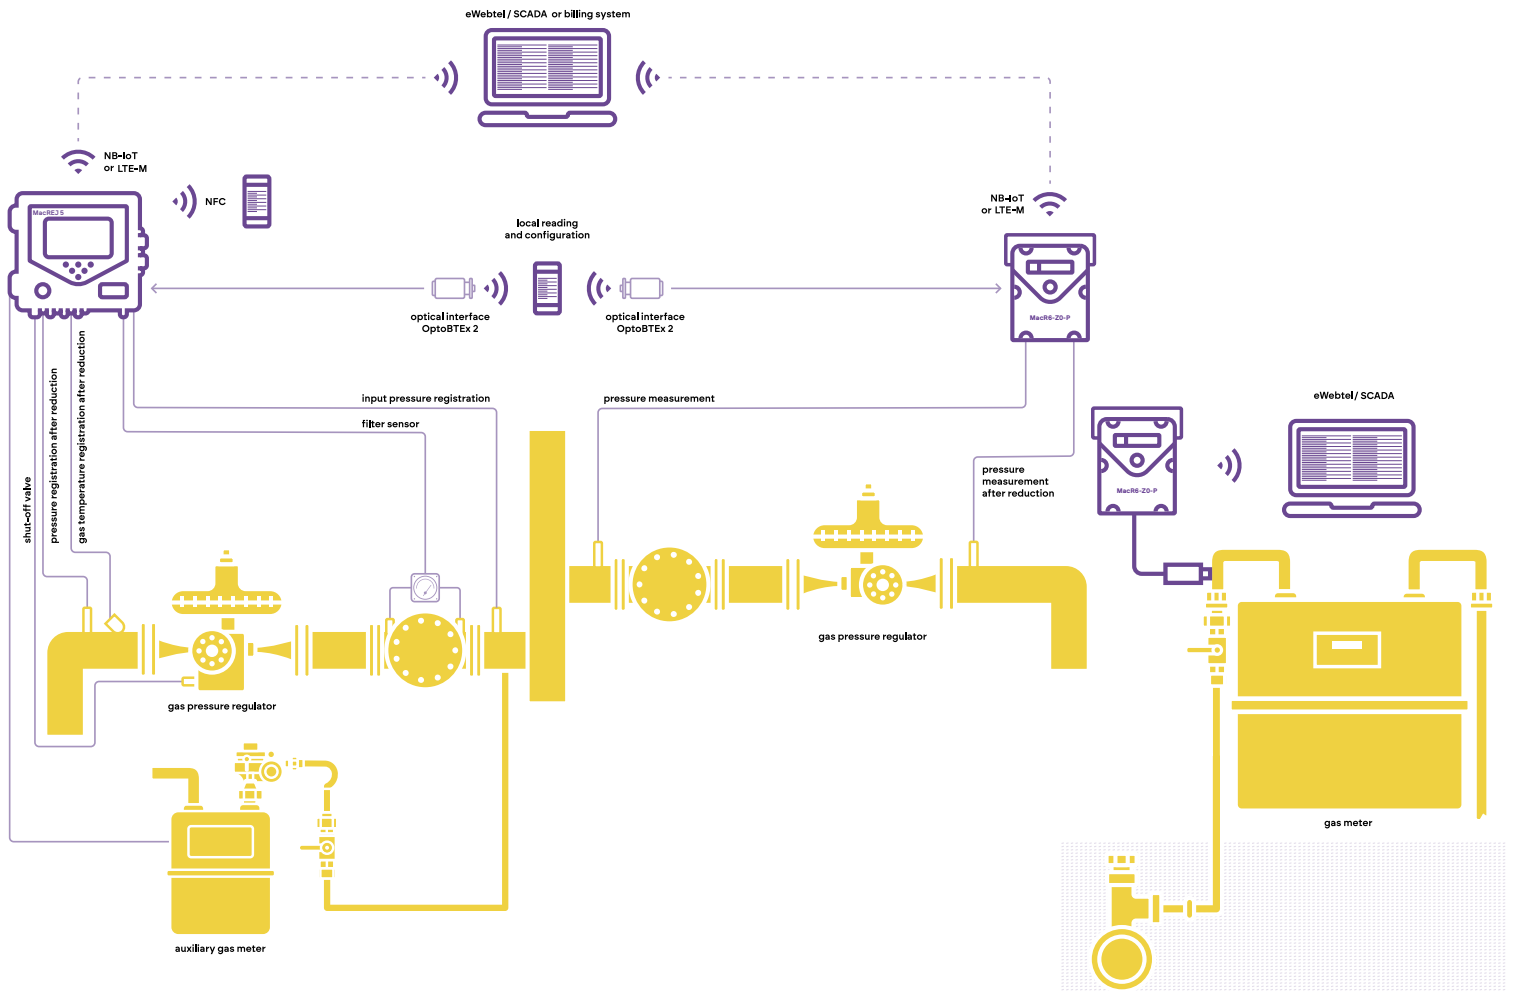 eWebtel / SCADA or billing system
NB-IoT
or LTE-M
NFC
MacREJ 5
local reading
and configuration
NB-IoT
or LTE-M
optical interface
OptoBTEx 2
optical interface
OptoBTEx 2
MacR6-Z0-P
shut-off valve
pressure registration after reduction
gas temperature registration after reduction
input pressure registration
filter sensor
pressure measurement
pressure
measurement
after reduction
eWebtel / SCADA
MacR6-Z0-P
gas pressure regulator
gas pressure regulator
gas meter
auxiliary gas meter